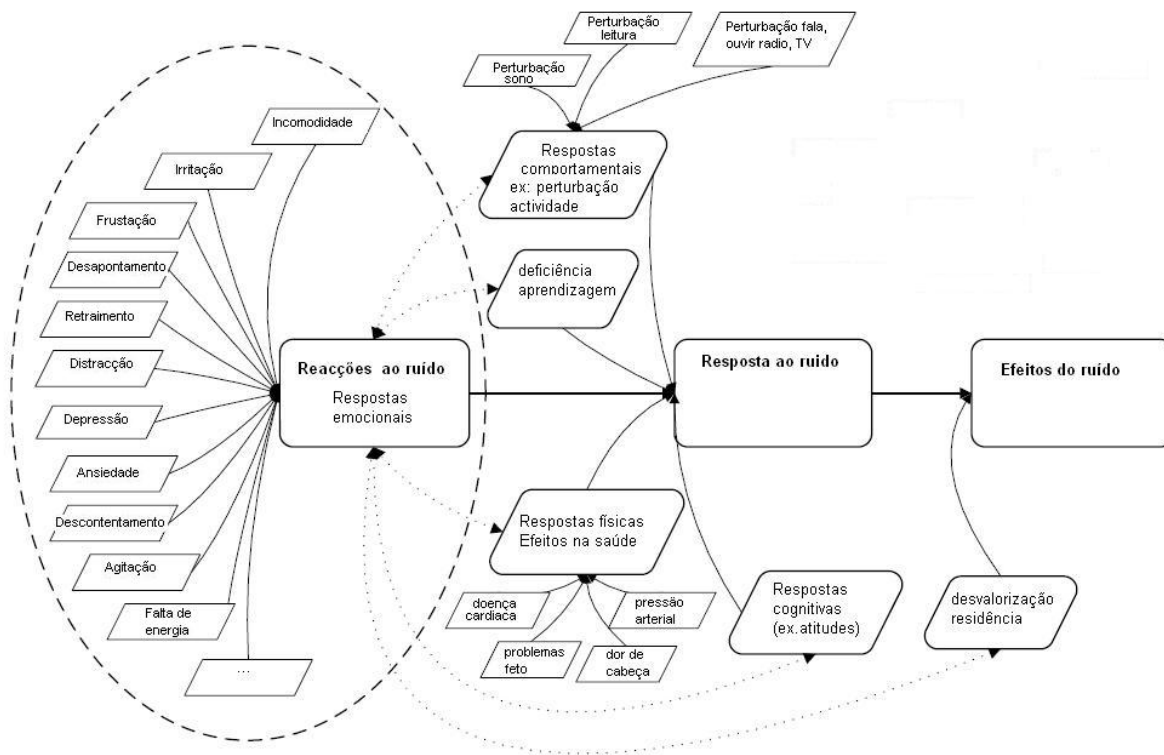 Perturbação
leitura
Perturbação fala,
ouvir radio, TV
Perturbação
sono
Incomodidade
Irritação
Frustação
Desapontamento
Retraimento
Distracção
Depressão
Ansiedade
Descontentamento
Agitação
Falta de
energia
...
Respostas
comportamentais
ex: perturbação
actividade
deficiência
aprendizagem
Reacções ao ruído
Respostas
emocionais
Resposta ao ruido
Efeitos do ruído
Respostas físicas
Efeitos na saúde
doença
cardiaca
pressão
arterial
problemas
feto
dor de
cabeça
Respostas
cognitivas
(ex.atitudes)
desvalorização
residência